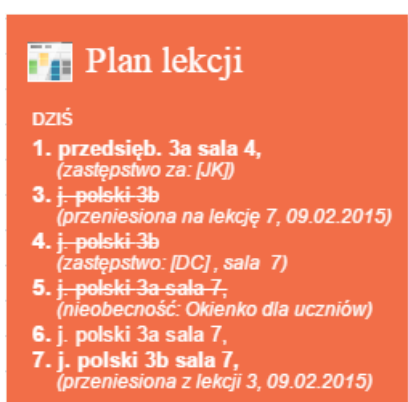 Plan lekcji
DZIŚ
1. przedsięb. 3a sala 4,
(zastępstwo za: [JK])
3. j. polski 3b
(przeniesiona na lekcję 7, 09.02.2015)
4. j. polski 3b
(zastępstwo: [DC] , sala 7)
5. j. polski 3a sala 7,
(nieobecność: Okienko dla uczniów)
6. j. polski 3a sala 7,
7. j. polski 3b sala 7,
(przeniesiona z lekcji 3, 09.02.2015)